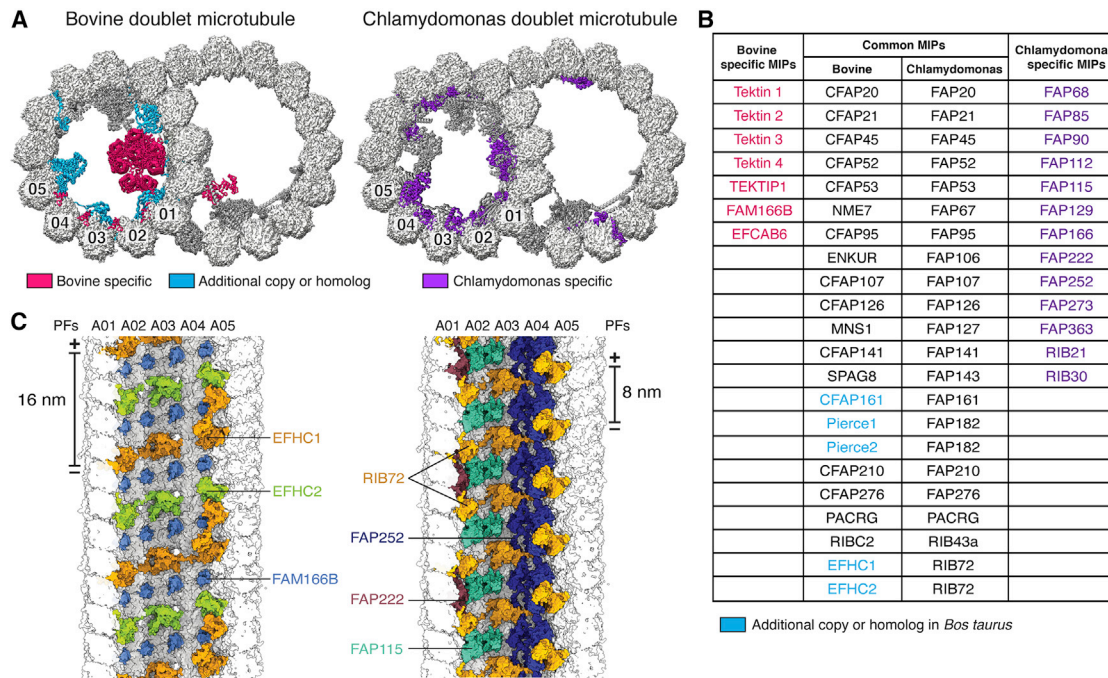 A
Bovine doublet microtubule
Chlamydomonas doublet microtubule
05
04
03
02
01
05
04
03
02
01
Bovine specific
Additional copy or homolog
Chlamydomonas specific
B
Bovine specific MIPs
Common MIPs
Chlamydomonas specific MIPs
Bovine
Chlamydomonas
Tektin 1 CFAP20 FAP20 FAP68
Tektin 2 CFAP21 FAP21 FAP85
Tektin 3 CFAP45 FAP45 FAP90
Tektin 4 CFAP52 FAP52 FAP112
TEKTIP1 CFAP53 FAP53 FAP115
FAM166B NME7 FAP67 FAP129
EFCAB6 CFAP95 FAP95 FAP166
ENKUR FAP106 FAP222
CFAP107 FAP107 FAP252
CFAP126 FAP126 FAP273
MNS1 FAP127 FAP363
CFAP141 FAP141 RIB21
SPAG8 FAP143 RIB30
CFAP161 FAP161
Pierce1 FAP182
Pierce2 FAP182
CFAP210 FAP210
CFAP276 FAP276
PACRG PACRG
RIBC2 RIB43a
EFHC1 RIB72
EFHC2 RIB72
Additional copy or homolog in Bos taurus
C
PFs A01 A02 A03 A04 A05
+
16 nm
EFHC1
EFHC2
FAM166B
A01 A02 A03 A04 A05 PFs
+
8 nm
RIB72
FAP252
FAP222
FAP115